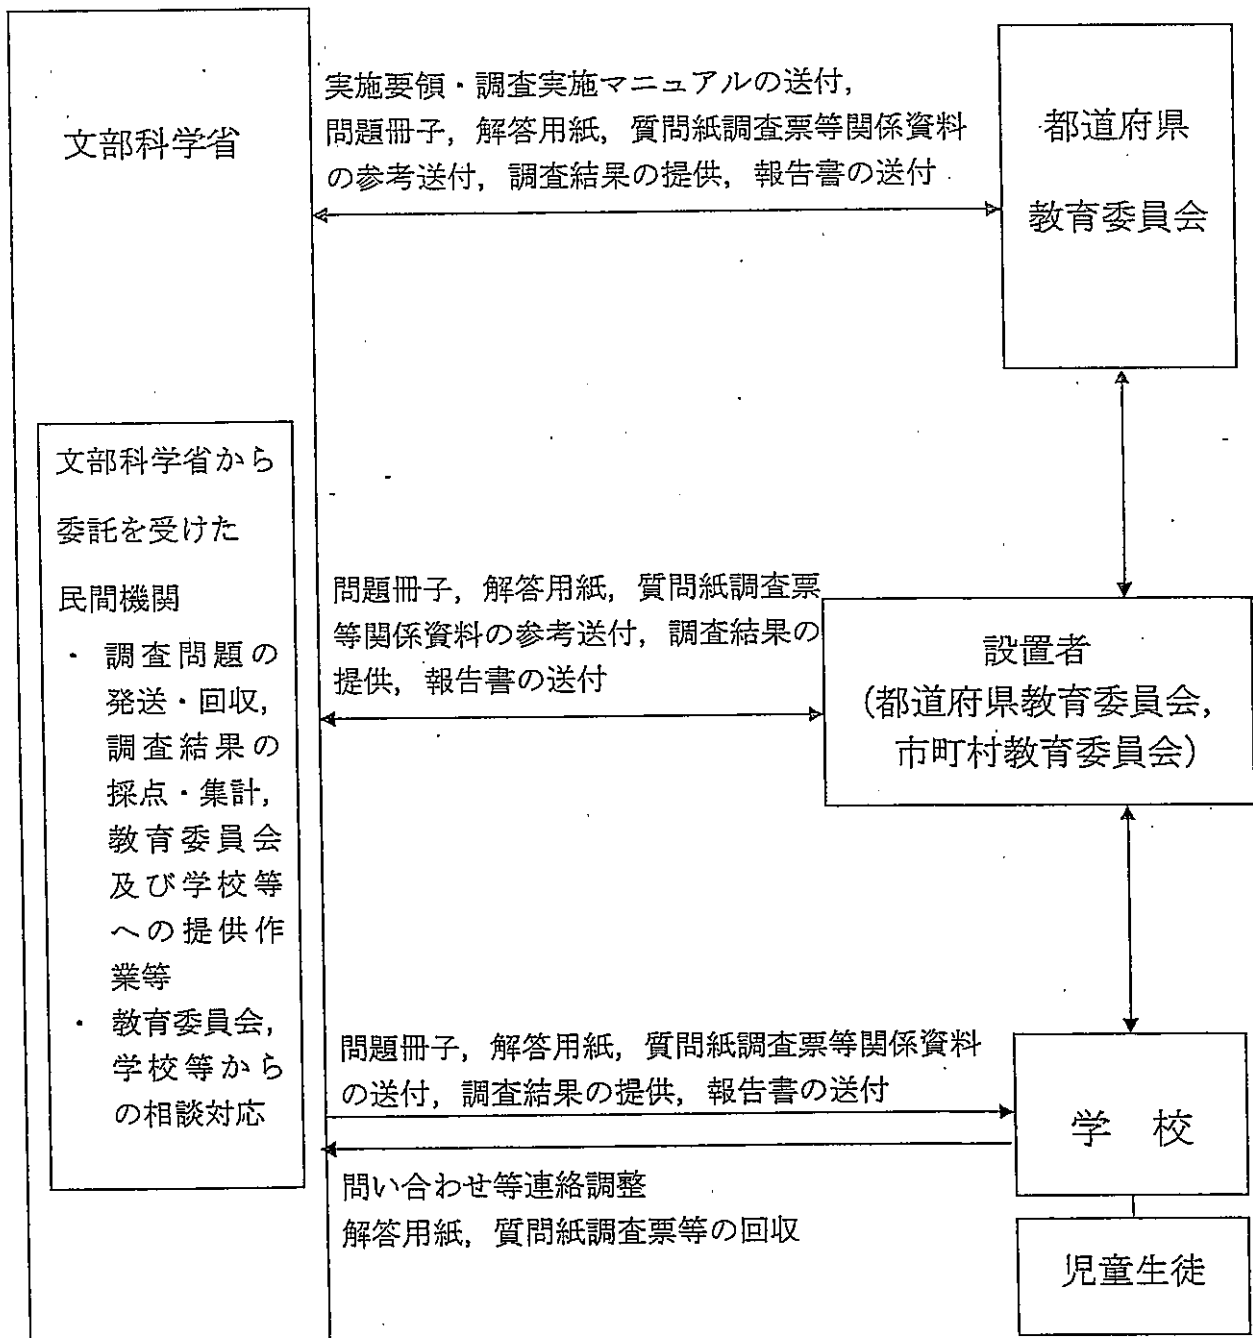 文部科学省
実施要領・調査実施マニュアルの送付，
問題冊子，解答用紙，質問紙調査票等関係資料
の参考送付，調査結果の提供，報告書の送付
都道府県
教育委員会
文部科学省から
委託を受けた
民間機関
・ 調査問題の
発送・回収，
調査結果の
採点・集計，
教育委員会
及び学校等
への提供作
業等
・ 教育委員会，
学校等から
の相談対応
問題冊子，解答用紙，質問紙調査票
等関係資料の参考送付，調査結果の
提供，報告書の送付
設置者
（都道府県教育委員会，
市町村教育委員会）
問題冊子，解答用紙，質問紙調査票等関係資料
の送付，調査結果の提供，報告書の送付
学　校
問い合わせ等連絡調整
解答用紙，質問紙調査票等の回収
児童生徒